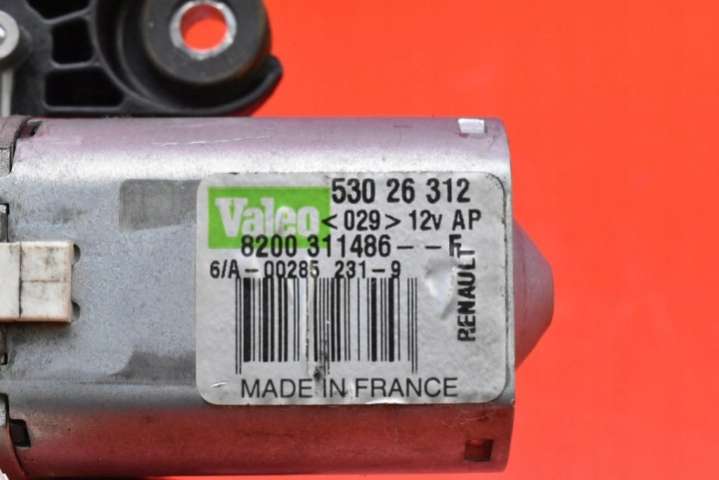 530 26 312
Valeo <029> 12v AP
8200 311486--F
6/A-00285 231-9
RENAULT
MADE IN FRANCE